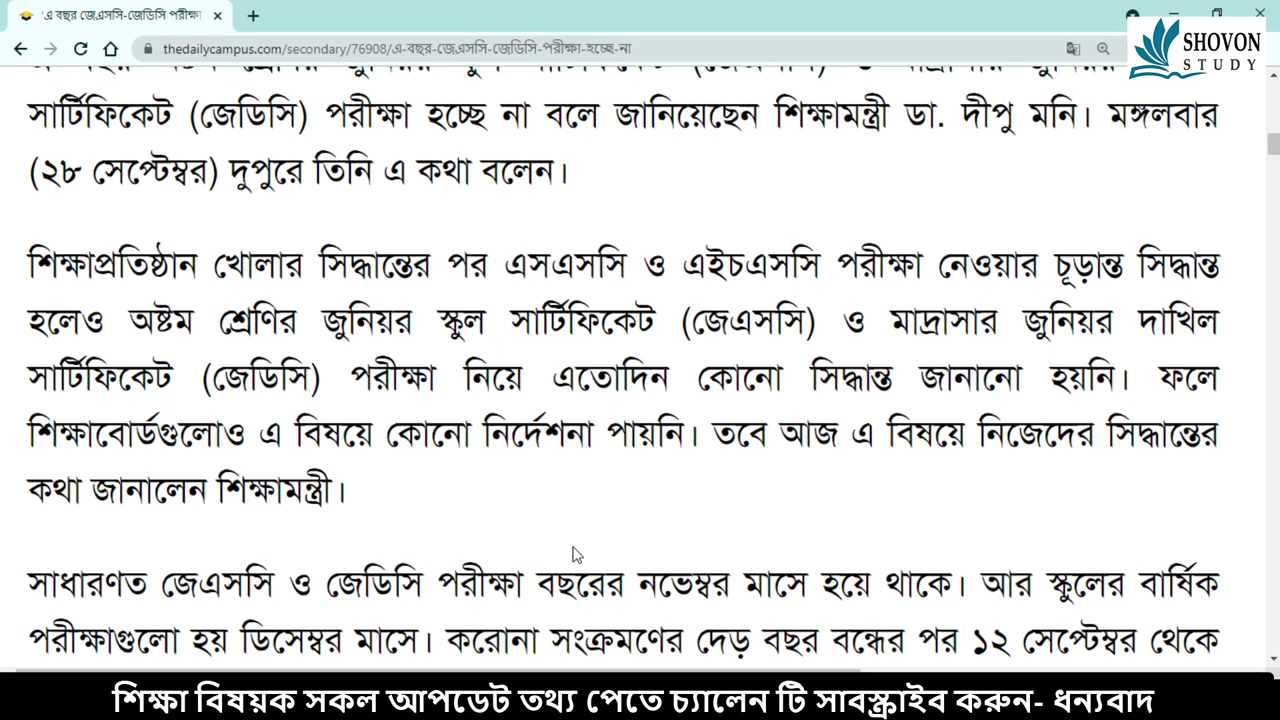 'এ বছর জেএসসি-জেডিসি পরীক্ষা
thedailycampus.com/secondary/76908/এ-বছর-জেএসসি-জেডিসি-পরীক্ষা-হচ্ছে-না
SHOVON
STUDY
সার্টিফিকেট (জেডিসি) পরীক্ষা হচ্ছে না বলে জানিয়েছেন শিক্ষামন্ত্রী ডা. দীপু মনি। মঙ্গলবার
(২৮ সেপ্টেম্বর) দুপুরে তিনি এ কথা বলেন।
শিক্ষাপ্রতিষ্ঠান খোলার সিদ্ধান্তের পর এসএসসি ও এইচএসসি পরীক্ষা নেওয়ার চূড়ান্ত সিদ্ধান্ত
হলেও অষ্টম শ্রেণির জুনিয়র স্কুল সার্টিফিকেট (জেএসসি) ও মাদ্রাসার জুনিয়র দাখিল
সার্টিফিকেট (জেডিসি) পরীক্ষা নিয়ে এতোদিন কোনো সিদ্ধান্ত জানানো হয়নি। ফলে
শিক্ষাবোর্ডগুলোও এ বিষয়ে কোনো নির্দেশনা পায়নি। তবে আজ এ বিষয়ে নিজেদের সিদ্ধান্তের
কথা জানালেন শিক্ষামন্ত্রী।
সাধারণত জেএসসি ও জেডিসি পরীক্ষা বছরের নভেম্বর মাসে হয়ে থাকে। আর স্কুলের বার্ষিক
পরীক্ষাগুলো হয় ডিসেম্বর মাসে। করোনা সংক্রমণের দেড় বছর বন্ধের পর ১২ সেপ্টেম্বর থেকে
শিক্ষা বিষয়ক সকল আপডেট তথ্য পেতে চ্যালেন টি সাবস্ক্রাইব করুন- ধন্যবাদ